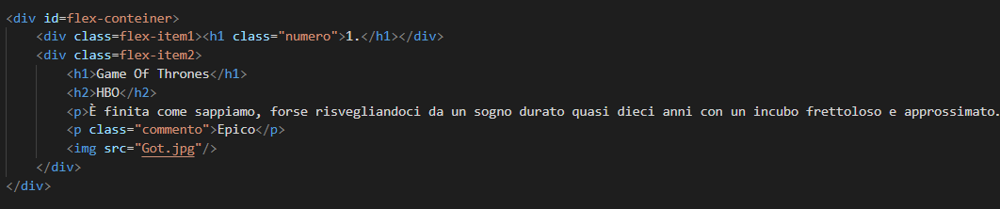 <div id=flex-conteiner>
<div class=flex-item1><h1 class="numero">1.</h1></div>
<div class=flex-item2>
<h1>Game Of Thrones</h1>
<h2>HBO</h2>
<p>È finita come sappiamo, forse risvegliandoci da un sogno durato quasi dieci anni con un incubo frettoloso e approssimato.
<p class="commento">Epico</p>
<img src="Got.jpg"/>
</div>
</div>